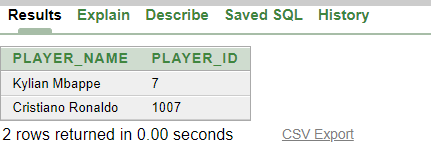 Results Explain Describe Saved SQL History
PLAYER_NAME PLAYER_ID
Kylian Mbappe 7
Cristiano Ronaldo 1007
2 rows returned in 0.00 seconds CSV Export